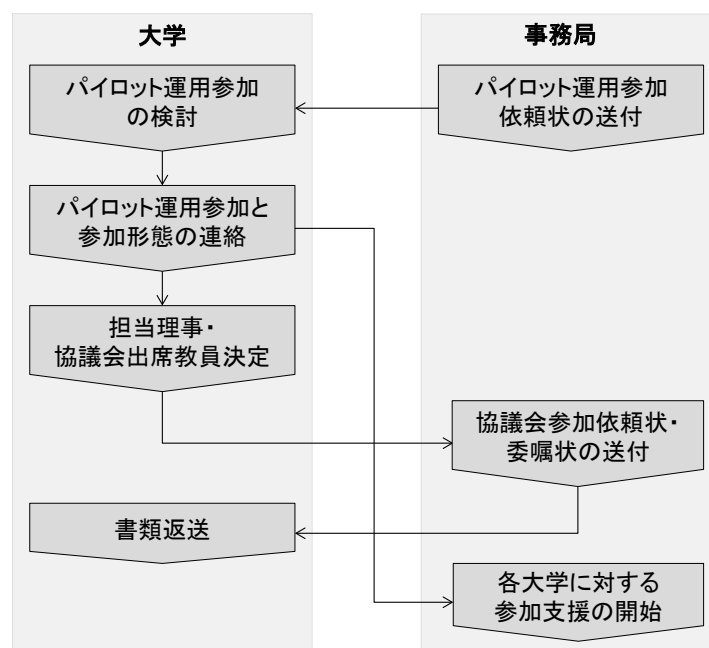 大学
事務局
パイロット運用参加
の検討
パイロット運用参加
依頼状の送付
パイロット運用参加と
参加形態の連絡
担当理事・
協議会出席教員決定
協議会参加依頼状・
委嘱状の送付
書類返送
各大学に対する
参加支援の開始